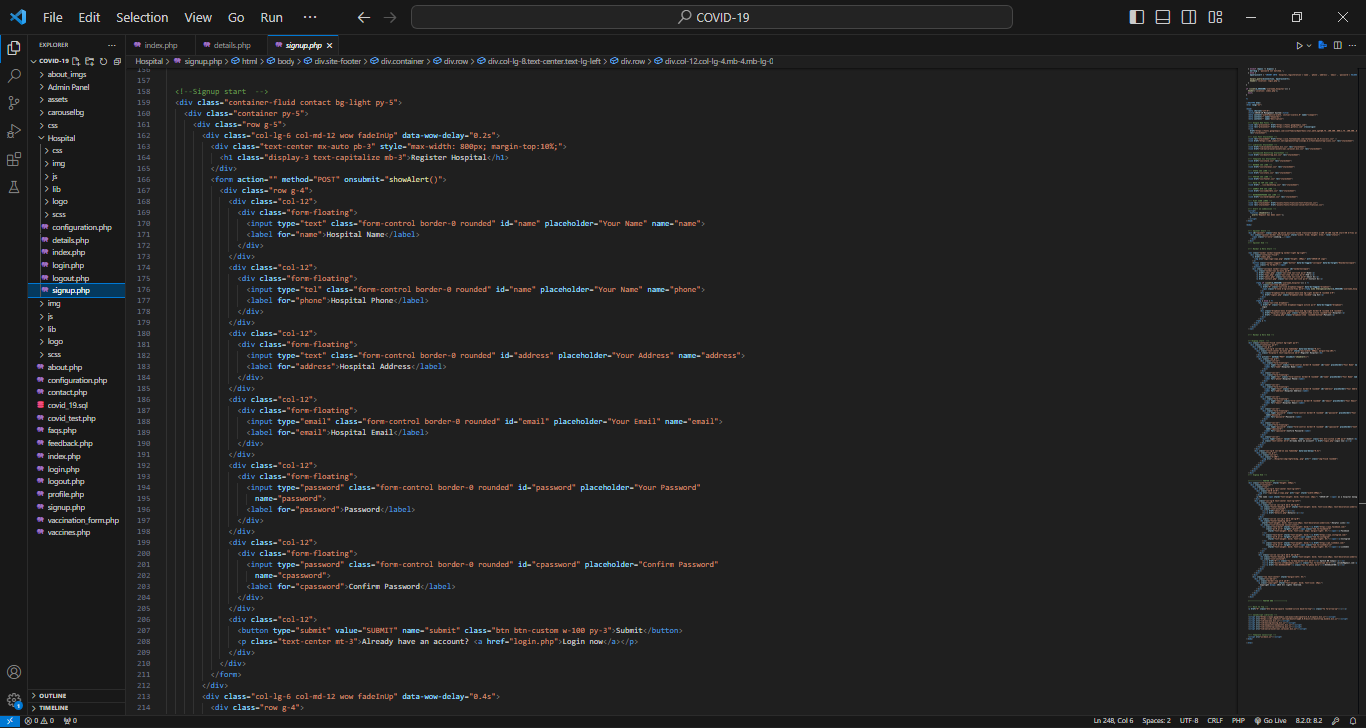 File Edit Selection View Go Run ··· COVID-19
EXPLORER ···
COVID-19
about_imgs
Admin Panel
assets
carouselbg
css
Hospital
css
img
js
lib
logo
scss
configuration.php
details.php
index.php
login.php
logout.php
signup.php
img
js
lib
logo
scss
about.php
configuration.php
contact.php
covid_19.sql
covid_test.php
faqs.php
feedback.php
index.php
login.php
logout.php
profile.php
signup.php
vaccination_form.php
vaccines.php
OUTLINE
TIMELINE
index.php details.php signup.php
Hospital > signup.php > html > body > div.site-footer > div.container > div.row > div.col-lg-8.text-center.text-lg-left > div.row > div.col-12.col-lg-4.mb-4.mb-lg-0
156
157
158 <!--Signup start  -->
159 <div class="container-fluid contact bg-light py-5">
160 <div class="container py-5">
161 <div class="row g-5">
162 <div class="col-lg-6 col-md-12 wow fadeInUp" data-wow-delay="0.2s">
163 <div class="text-center mx-auto pb-3" style="max-width: 800px; margin-top:10%;">
164 <h1 class="display-3 text-capitalize mb-3">Register Hospital</h1>
165 </div>
166 <form action="" method="POST" onsubmit="showAlert()">
167 <div class="row g-4">
168 <div class="col-12">
169 <div class="form-floating">
170 <input type="text" class="form-control border-0 rounded" id="name" placeholder="Your Name" name="name">
171 <label for="name">Hospital Name</label>
172 </div>
173 </div>
174 <div class="col-12">
175 <div class="form-floating">
176 <input type="tel" class="form-control border-0 rounded" id="name" placeholder="Your Name" name="phone">
177 <label for="phone">Hospital Phone</label>
178 </div>
179 </div>
180 <div class="col-12">
181 <div class="form-floating">
182 <input type="text" class="form-control border-0 rounded" id="address" placeholder="Your Address" name="address">
183 <label for="address">Hospital Address</label>
184 </div>
185 </div>
186 <div class="col-12">
187 <div class="form-floating">
188 <input type="email" class="form-control border-0 rounded" id="email" placeholder="Your Email" name="email">
189 <label for="email">Hospital Email</label>
190 </div>
191 </div>
192 <div class="col-12">
193 <div class="form-floating">
194 <input type="password" class="form-control border-0 rounded" id="password" placeholder="Your Password"
195 name="password">
196 <label for="password">Password</label>
197 </div>
198 </div>
199 <div class="col-12">
200 <div class="form-floating">
201 <input type="password" class="form-control border-0 rounded" id="cpassword" placeholder="Confirm Password"
202 name="cpassword">
203 <label for="cpassword">Confirm Password</label>
204 </div>
205 </div>
206 <div class="col-12">
207 <button type="submit" value="SUBMIT" name="submit" class="btn btn-custom w-100 py-3">Submit</button>
208 <p class="text-center mt-3">Already have an account? <a href="login.php">Login now</a></p>
209 </div>
210 </div>
211 </form>
212 </div>
213 <div class="col-lg-6 col-md-12 wow fadeInUp" data-wow-delay="0.4s">
214 <div class="row g-4">
0 0 0 Ln 248, Col 6 Spaces: 2 UTF-8 CRLF PHP Go Live 8.2.0: 8.2